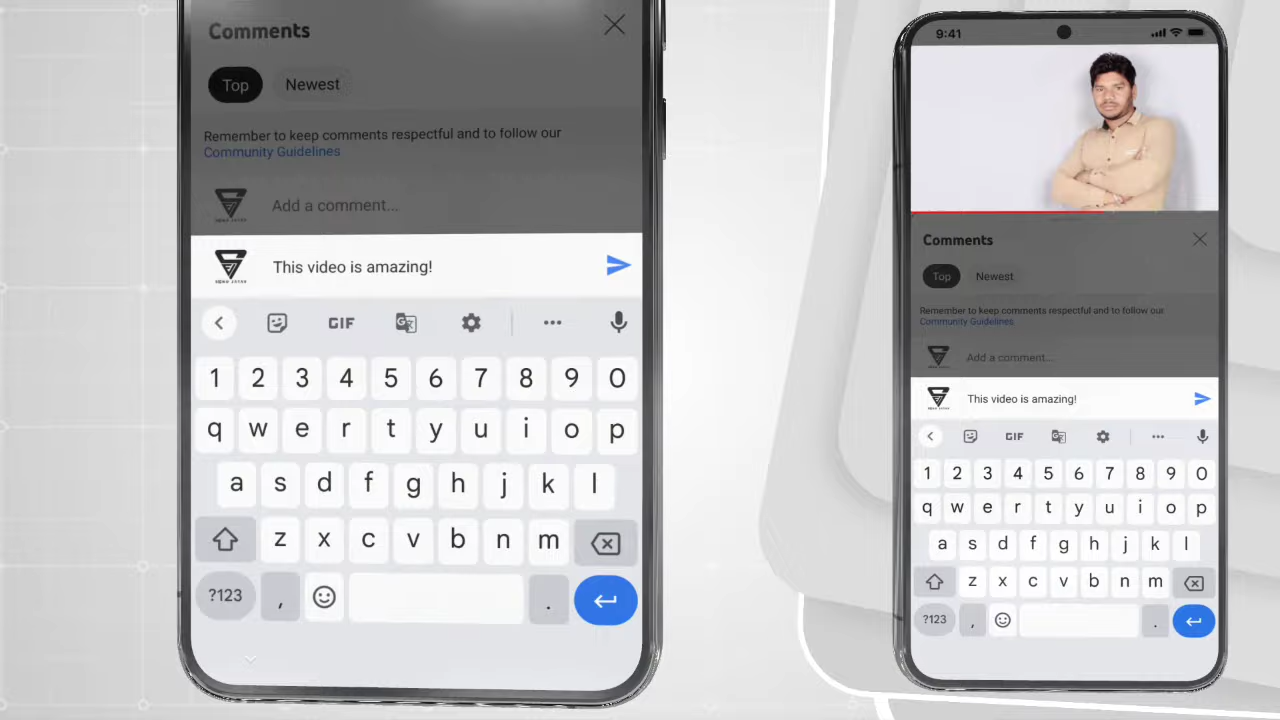 Comments
Top
Newest
Remember to keep comments respectful and to follow our
Community Guidelines
Add a comment...
This video is amazing!
GIF
...
1 2 3 4 5 6 7 8 9 0
q w e r t y u i o p
a s d f g h j k l
z x c v b n m
?123 , .
9:41
Comments
Top
Newest
Remember to keep comments respectful and to follow our
Community Guidelines
Add a comment...
This video is amazing!
GIF
...
1 2 3 4 5 6 7 8 9 0
q w e r t y u i o p
a s d f g h j k l
z x c v b n m
?123 , .